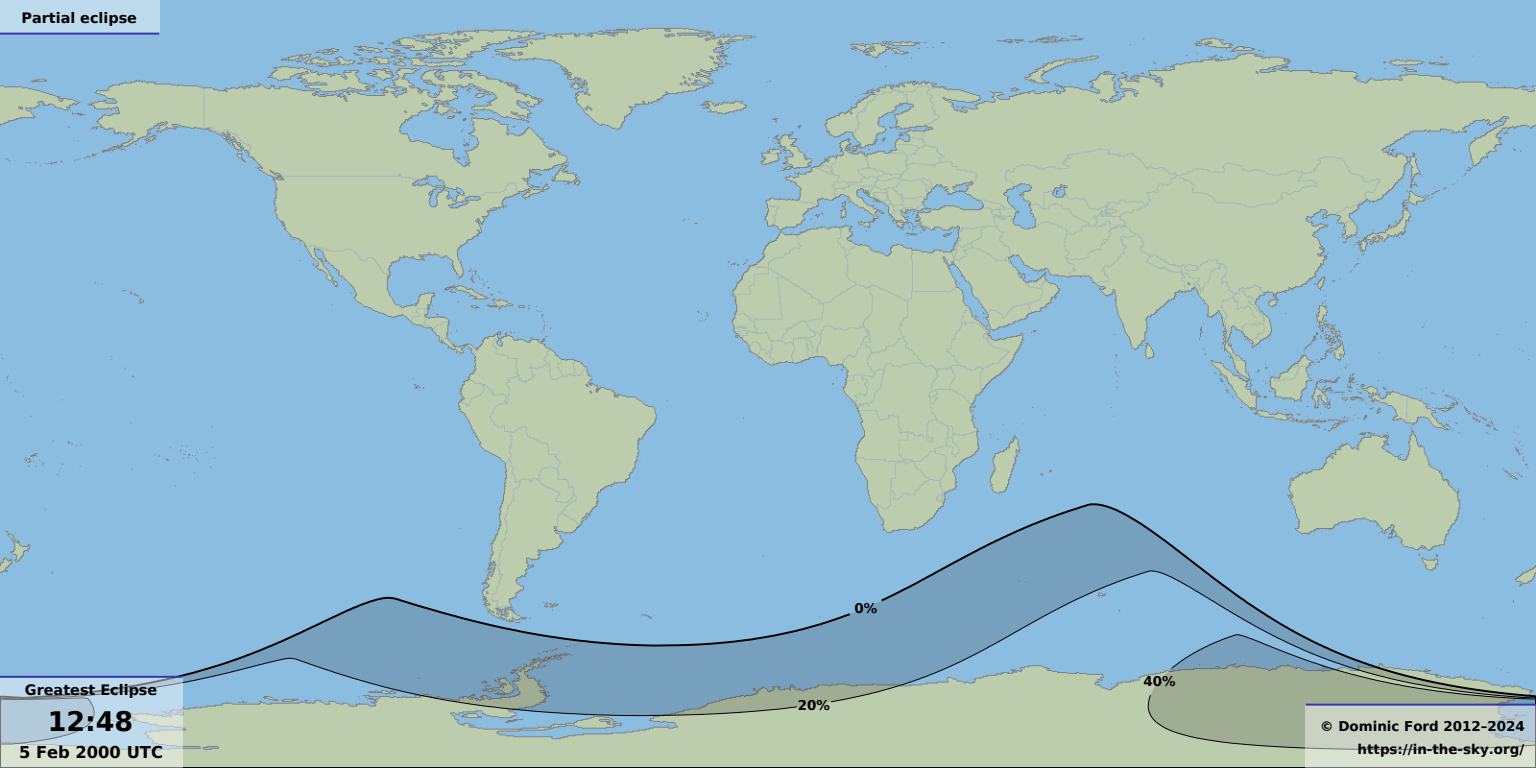 Partial eclipse
0%
40%
20%
Greatest Eclipse
12:48
5 Feb 2000 UTC
© Dominic Ford 2012–2024
https://in-the-sky.org/